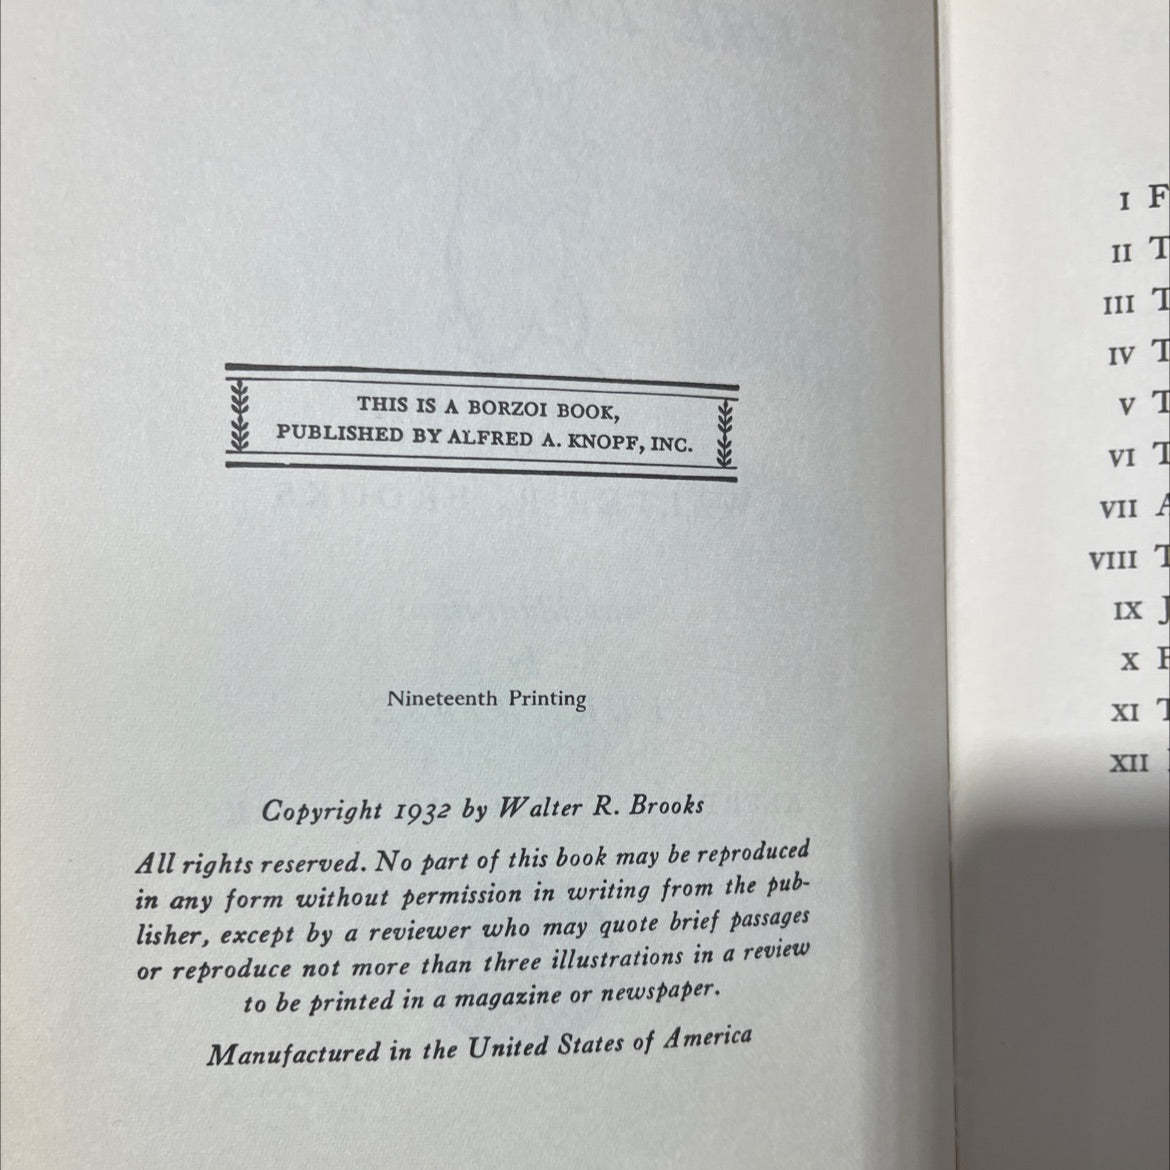 THIS IS A BORZOI BOOK,
PUBLISHED BY ALFRED A. KNOPF, INC.
Nineteenth Printing
Copyright 1932 by Walter R. Brooks
All rights reserved. No part of this book may be reproduced
in any form without permission in writing from the pub-
lisher, except by a reviewer who may quote brief passages
or reproduce not more than three illustrations in a review
to be printed in a magazine or newspaper.
Manufactured in the United States of America
I F
II T
III T
IV T
V T
VI T
VII A
VIII T
IX J
X
XI T
XII